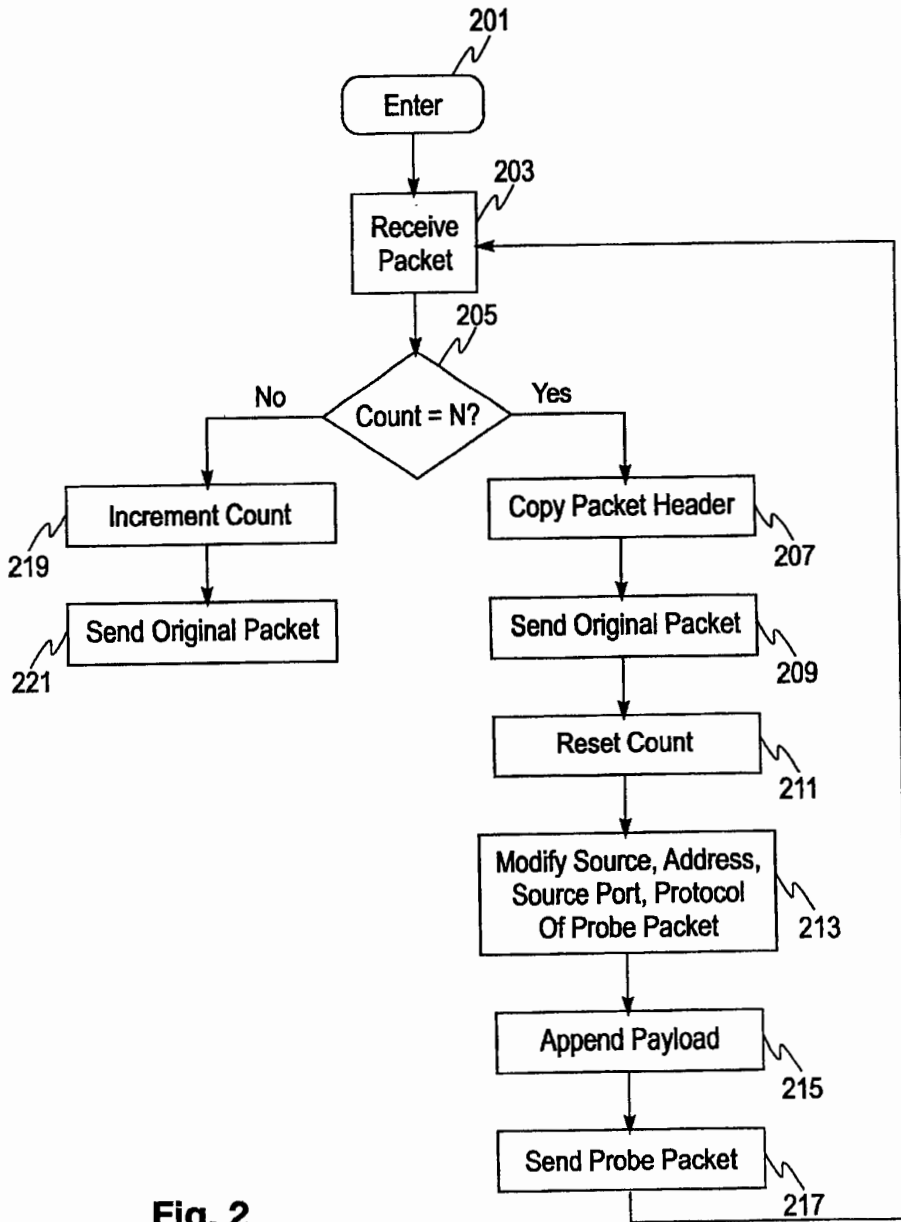 201
Enter
203
Receive
Packet
205
No
Count = N?
Yes
Increment Count
219
Send Original Packet
221
Copy Packet Header
207
Send Original Packet
209
Reset Count
211
Modify Source, Address,
Source Port, Protocol
Of Probe Packet
213
Append Payload
215
Send Probe Packet
217
Fig. 2